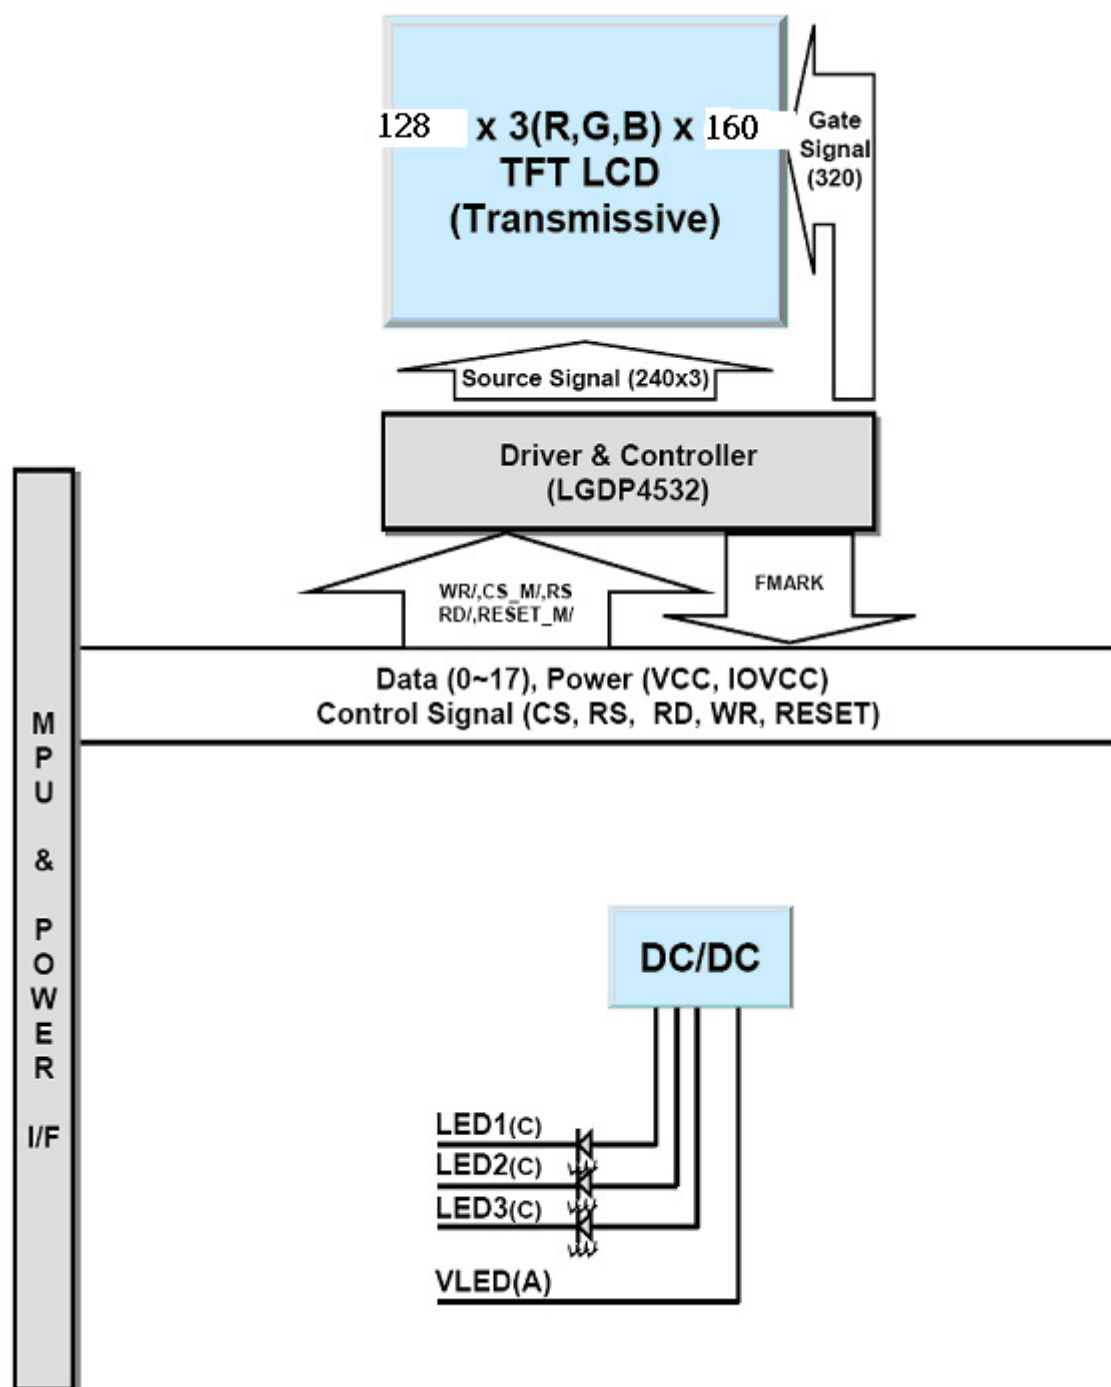 128 x 3(R,G,B) x 160
TFT LCD
(Transmissive)
Gate
Signal
(320)
Source Signal (240x3)
Driver & Controller
(LGDP4532)
WR/,CS_M/,RS
RD/,RESET_M/
FMARK
Data (0~17), Power (VCC, IOVCC)
Control Signal (CS, RS, RD, WR, RESET)
M
P
U
&
P
O
W
E
R
I/F
DC/DC
LED1(C)
LED2(C)
LED3(C)
VLED(A)